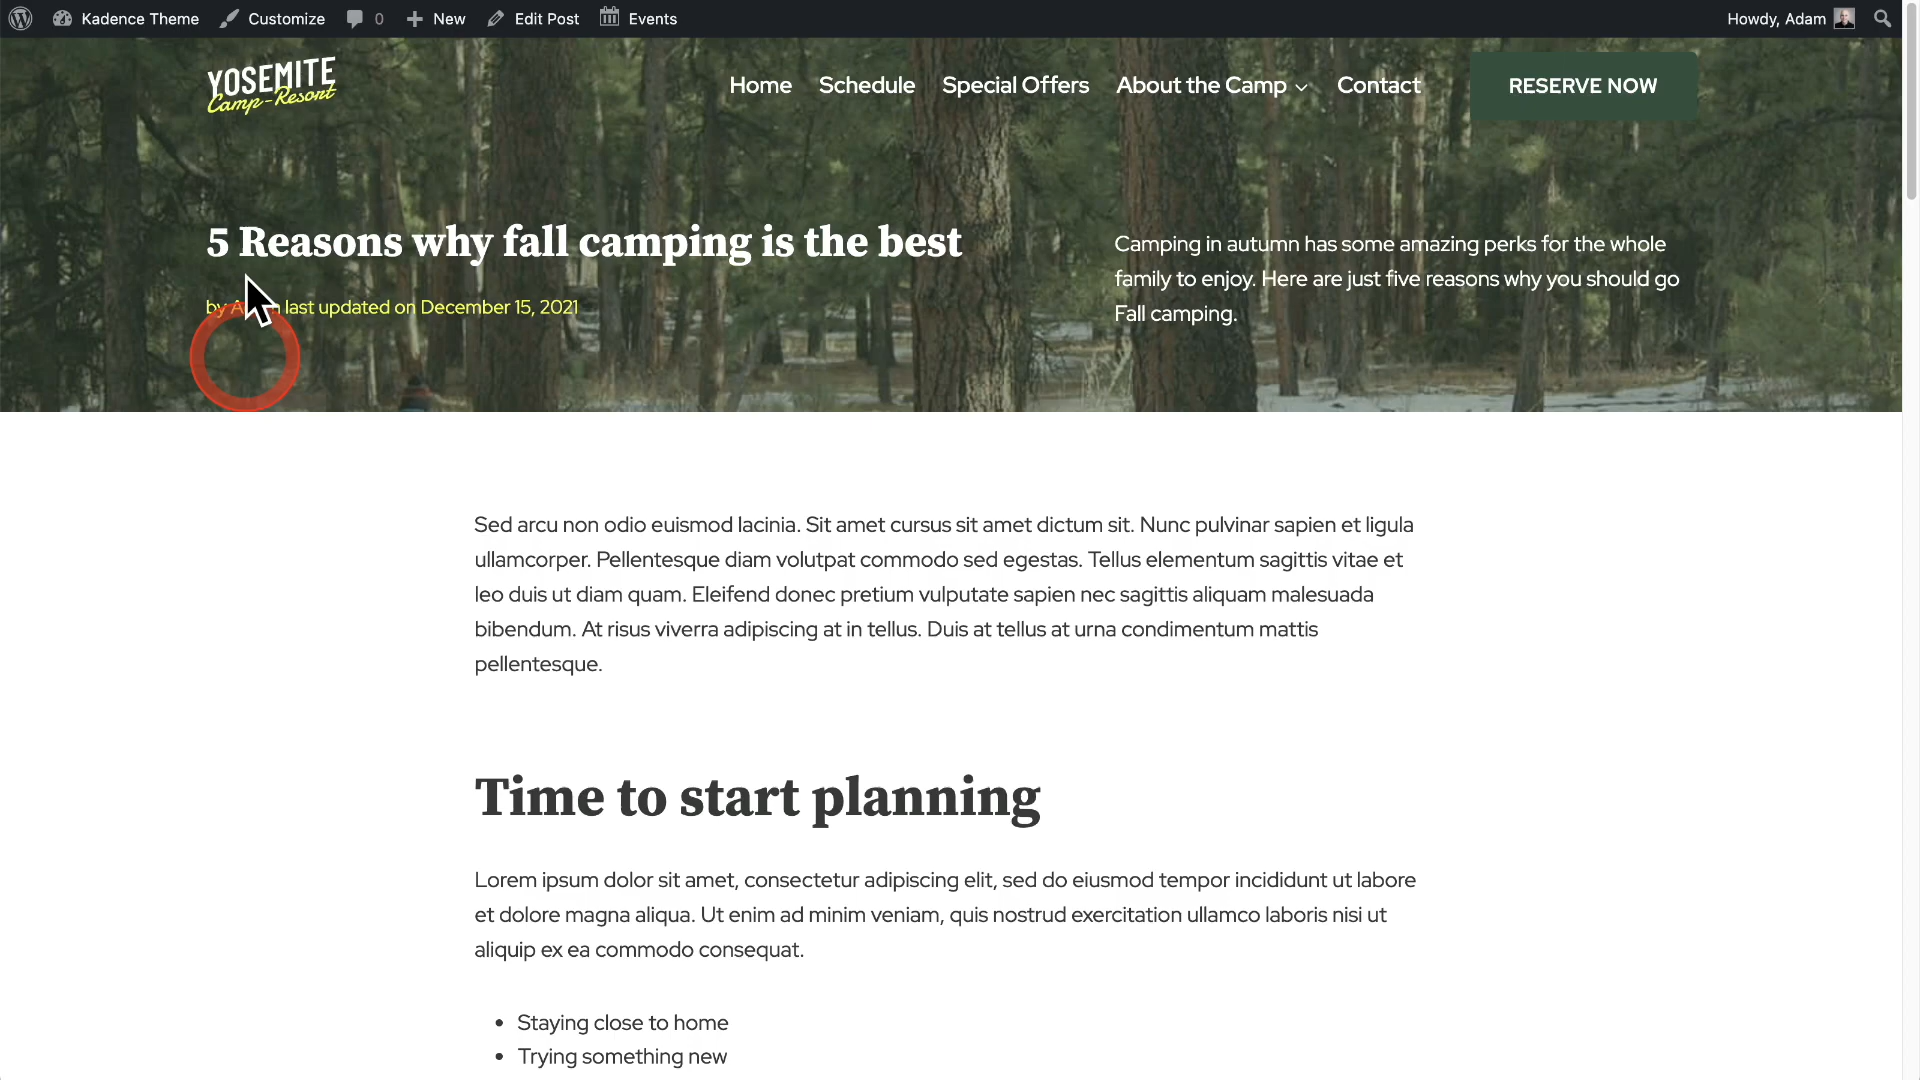 Kadence Theme Customize 0 New Edit Post Events Howdy, Adam
YOSEMITE
Camp-Resort
Home Schedule Special Offers About the Camp Contact RESERVE NOW
5 Reasons why fall camping is the best
by last updated on December 15, 2021
Camping in autumn has some amazing perks for the whole
family to enjoy. Here are just five reasons why you should go
Fall camping.
Sed arcu non odio euismod lacinia. Sit amet cursus sit amet dictum sit. Nunc pulvinar sapien et ligula
ullamcorper. Pellentesque diam volutpat commodo sed egestas. Tellus elementum sagittis vitae et
leo duis ut diam quam. Eleifend donec pretium vulputate sapien nec sagittis aliquam malesuada
bibendum. At risus viverra adipiscing at in tellus. Duis at tellus at urna condimentum mattis
pellentesque.
Time to start planning
Lorem ipsum dolor sit amet, consectetur adipiscing elit, sed do eiusmod tempor incididunt ut labore
et dolore magna aliqua. Ut enim ad minim veniam, quis nostrud exercitation ullamco laboris nisi ut
aliquip ex ea commodo consequat.
• Staying close to home
• Trying something new